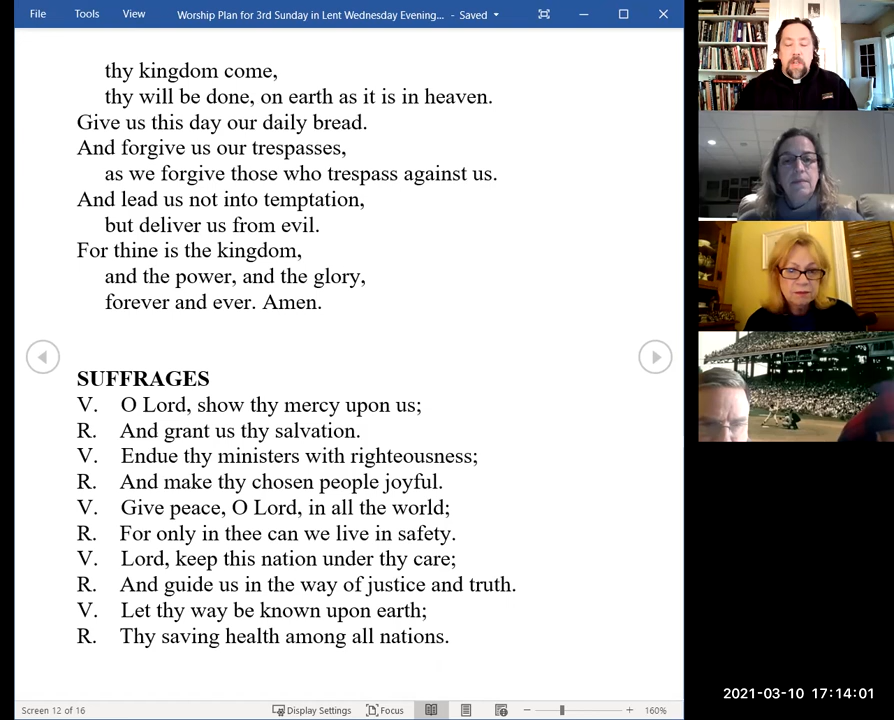 File Tools Worship Plan for 3rd Sunday in Lent Wednesday Evening... - Saved
thy kingdom come,
thy will be done, on earth as it is in heaven.
Give us this day our daily bread.
And forgive us our trespasses,
as we forgive those who trespass against us.
And lead us not into temptation,
but deliver us from evil.
For thine is the kingdom,
and the power, and the glory,
forever and ever. Amen.
SUFFRAGES
V. O Lord, show thy mercy upon us;
R. And grant us thy salvation.
V. Endue thy ministers with righteousness;
R. And make thy chosen people joyful.
V. Give peace, O Lord, in all the world;
R. For only in thee can we live in safety.
V. Lord, keep this nation under thy care;
R. And guide us in the way of justice and truth.
V. Let thy way be known upon earth;
R. Thy saving health among all nations.
Screen 12 of 16 Display Settings Focus 160%
2021-03-10 17:14:01